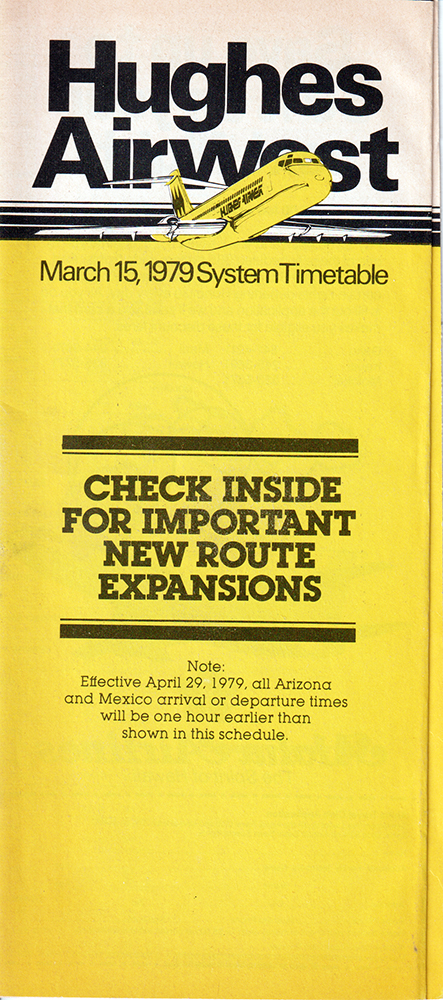 Hughes
Airwest
HUGHES AIRWEST
March 15, 1979 System Timetable
CHECK INSIDE
FOR IMPORTANT
NEW ROUTE
EXPANSIONS
Note:
Effective April 29, 1979, all Arizona
and Mexico arrival or departure times
will be one hour earlier than
shown in this schedule.